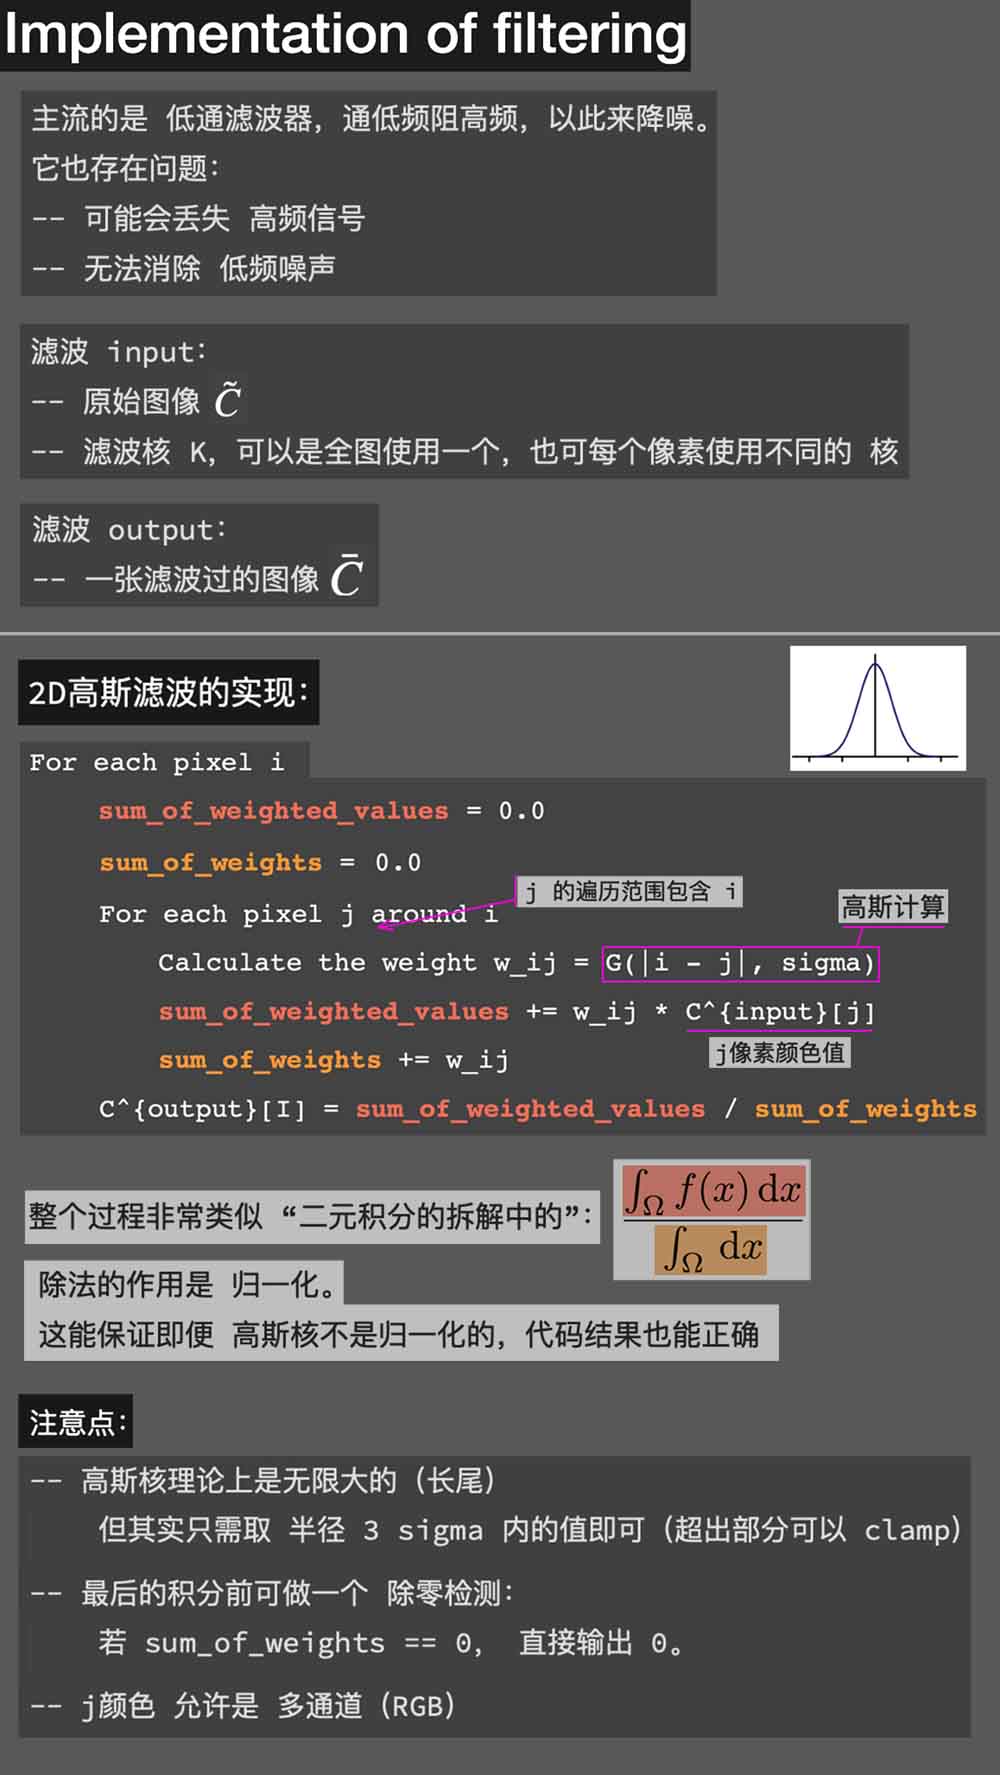 Implementation of filtering
主流的是 低通滤波器，通低频阻高频，以此来降噪。
它也存在问题：
-- 可能会丢失 高频信号
-- 无法消除 低频噪声
滤波 input：
-- 原始图像 C̃
-- 滤波核 K，可以是全图使用一个，也可每个像素使用不同的 核
滤波 output：
-- 一张滤波过的图像 C̄
2D高斯滤波的实现：
For each pixel i
sum_of_weighted_values = 0.0
sum_of_weights = 0.0
j 的遍历范围包含 i
高斯计算
For each pixel j around i
Calculate the weight w_ij = G(|i - j|, sigma)
sum_of_weighted_values += w_ij * C^{input}[j]
j像素颜色值
sum_of_weights += w_ij
C^{output}[I] = sum_of_weighted_values / sum_of_weights
整个过程非常类似 “二元积分的拆解中的”：
∫_Ω f(x) dx
∫_Ω dx
除法的作用是 归一化。
这能保证即便 高斯核不是归一化的，代码结果也能正确
注意点：
-- 高斯核理论上是无限大的（长尾）
但其实只需取 半径 3 sigma 内的值即可（超出部分可以 clamp）
-- 最后的积分前可做一个 除零检测：
若 sum_of_weights == 0， 直接输出 0。
-- j颜色 允许是 多通道（RGB）